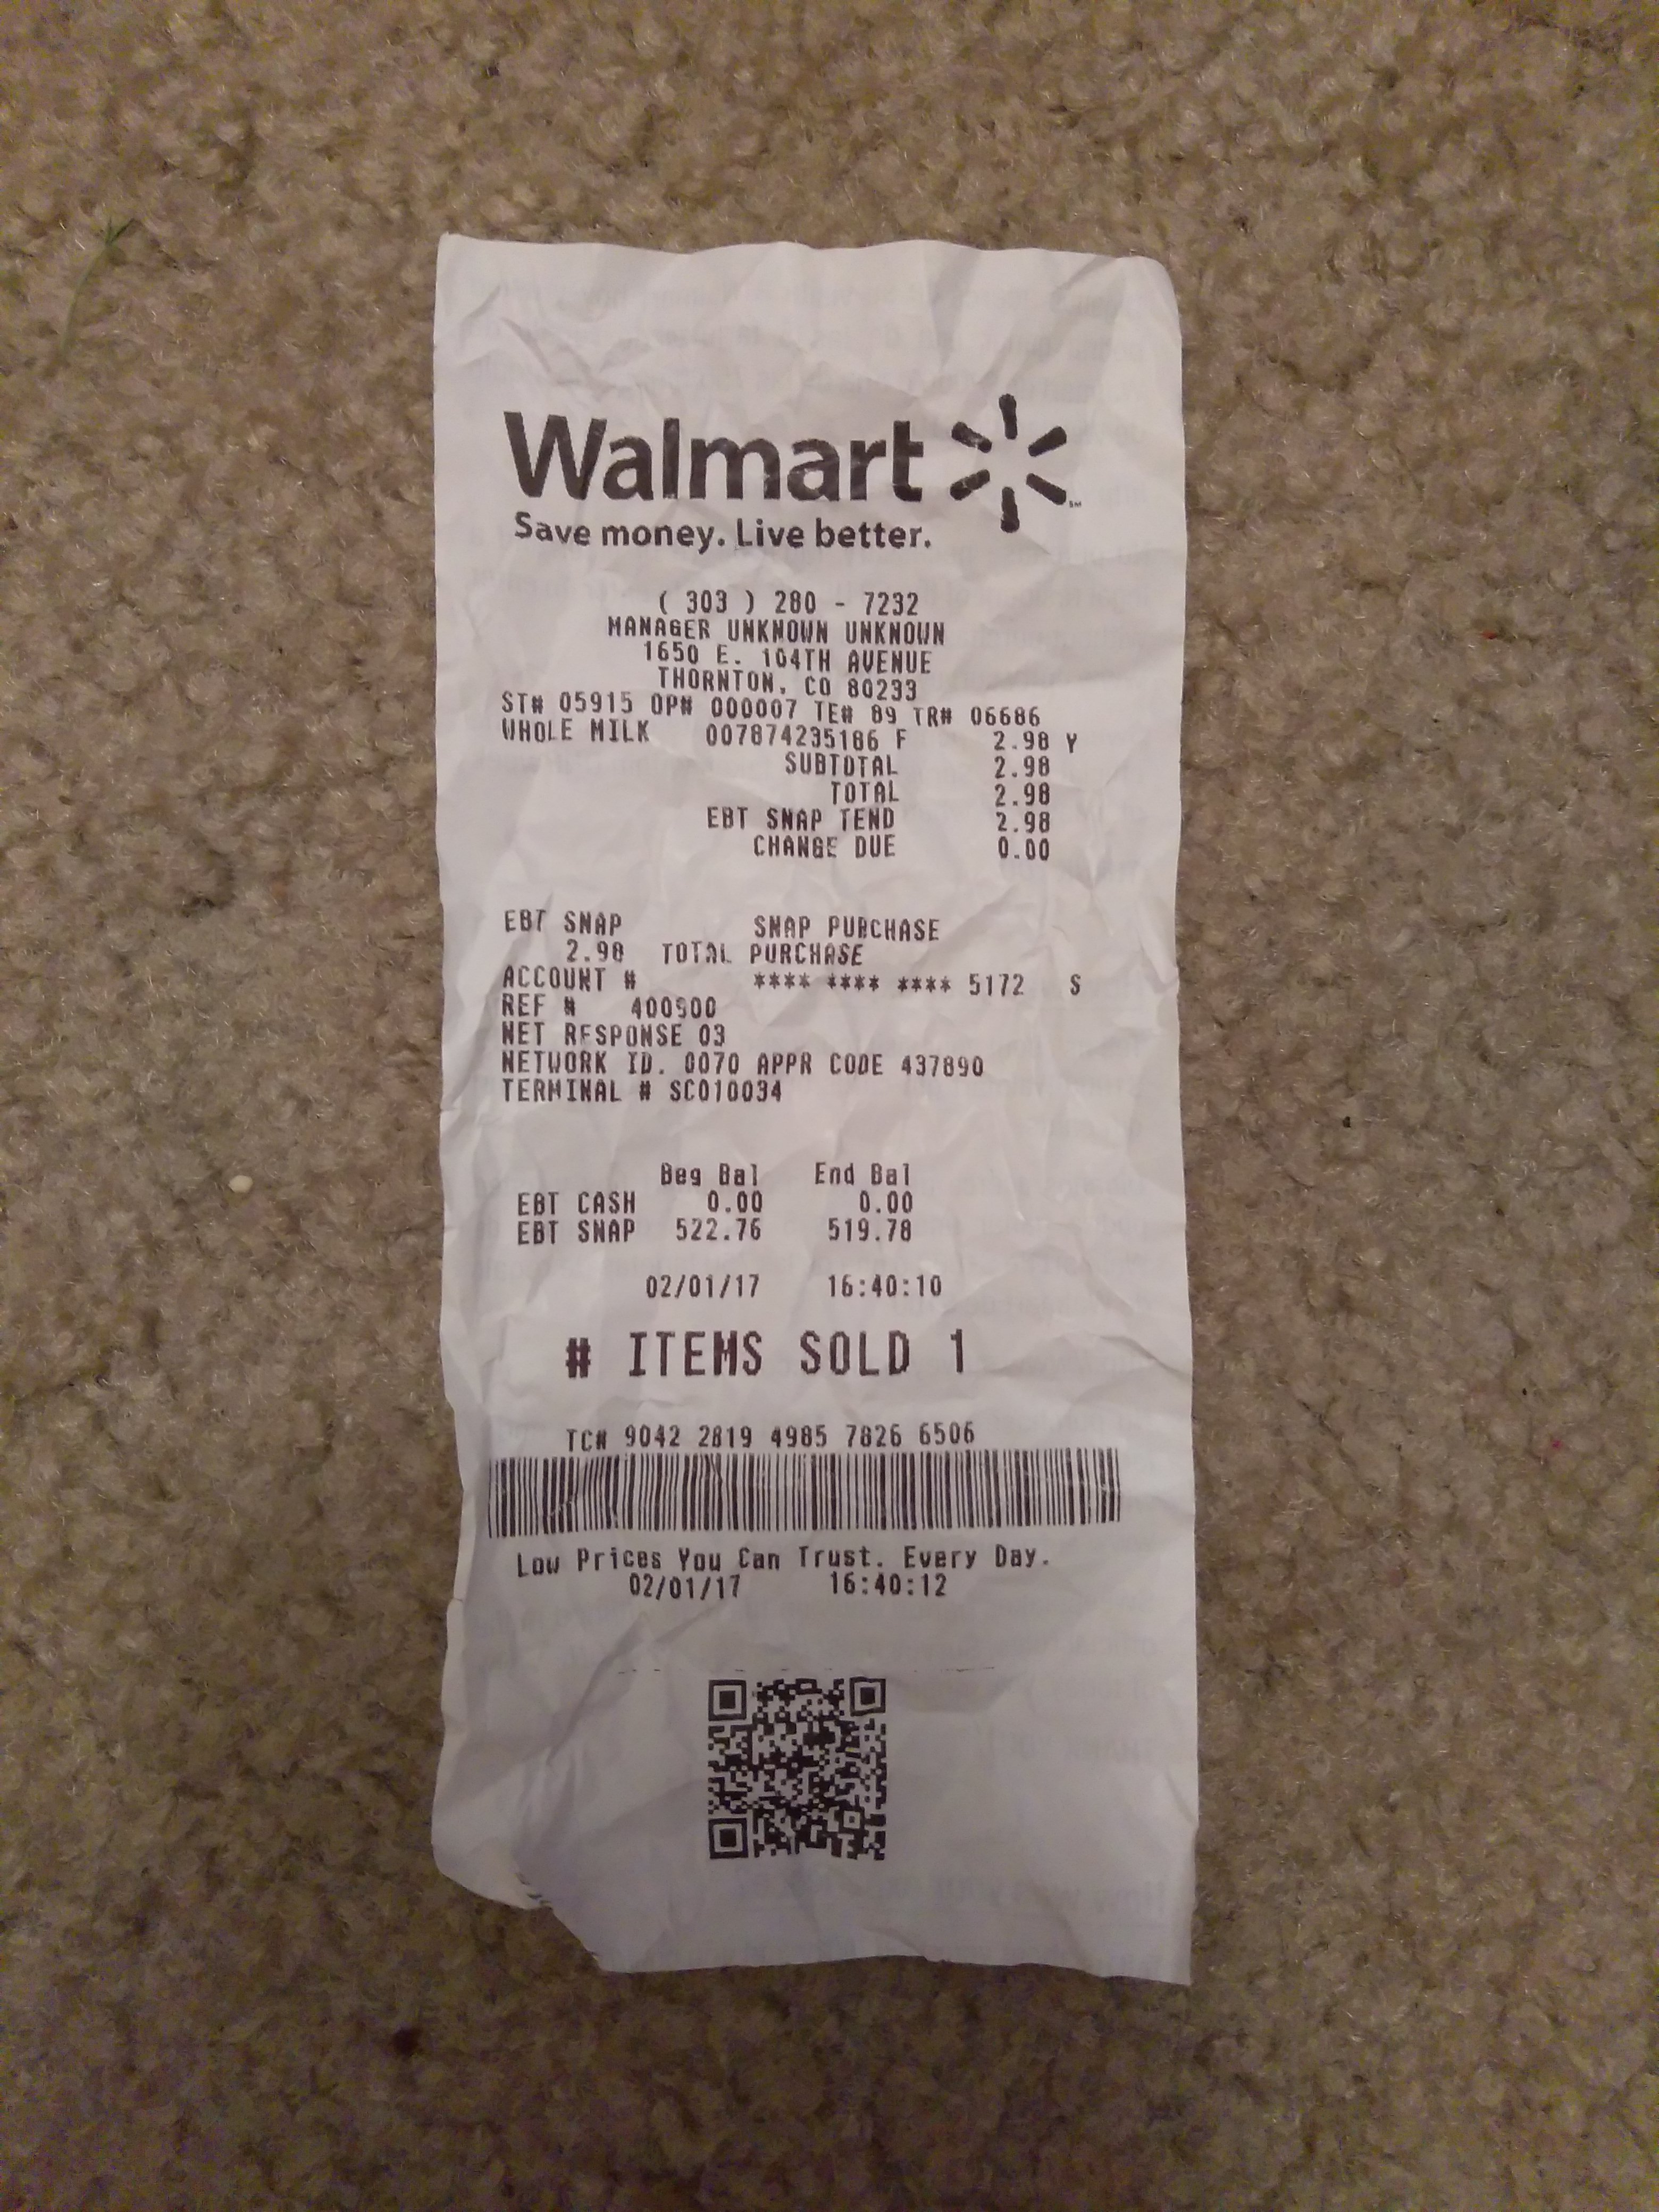 Walmart
Save money. Live better.
( 303 ) 280 - 7232
MANAGER UNKNOWN UNKNOWN
1650 E. 104TH AVENUE
THORNTON, CO 80233
ST# 05915 OP# 000007 TE# 89 TR# 06686
WHOLE MILK 007874235186 F 2.98 Y
SUBTOTAL 2.98
TOTAL 2.98
EBT SNAP TEND 2.98
CHANGE DUE 0.00
EBT SNAP SNAP PURCHASE
2.98 TOTAL PURCHASE
ACCOUNT # **** **** **** 5172 S
REF #
NET RESPONSE 03
NETWORK ID. 0070 APPR CODE 437890
TERMINAL # SC010034
Beg Bal End Bal
EBT CASH 0.00 0.00
EBT SNAP 522.76 519.78
02/01/17 16:40:10
# ITEMS SOLD 1
TC# 9042 2819 4985 7826 6506
Low Prices You Can Trust. Every Day.
02/01/17 16:40:12